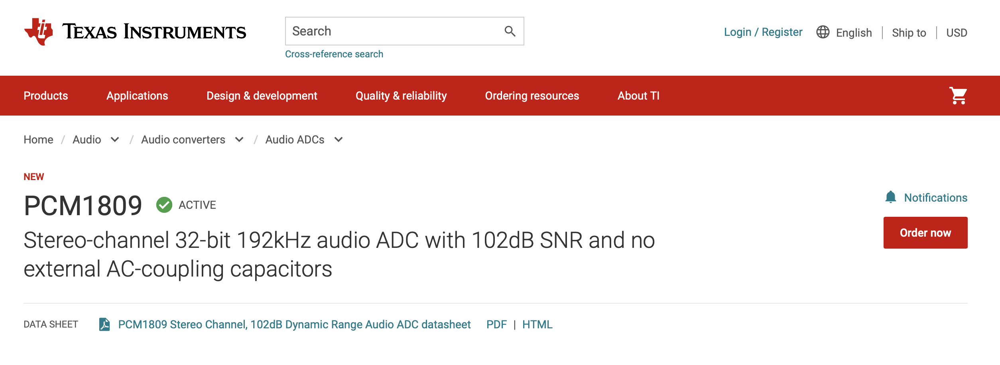 TEXAS INSTRUMENTS
Search
Cross-reference search
Login / Register English | Ship to | USD
Products Applications Design & development Quality & reliability Ordering resources About TI
Home / Audio / Audio converters / Audio ADCs
NEW
PCM1809 ACTIVE
Notifications
Order now
Stereo-channel 32-bit 192kHz audio ADC with 102dB SNR and no
external AC-coupling capacitors
DATA SHEET PCM1809 Stereo Channel, 102dB Dynamic Range Audio ADC datasheet PDF | HTML